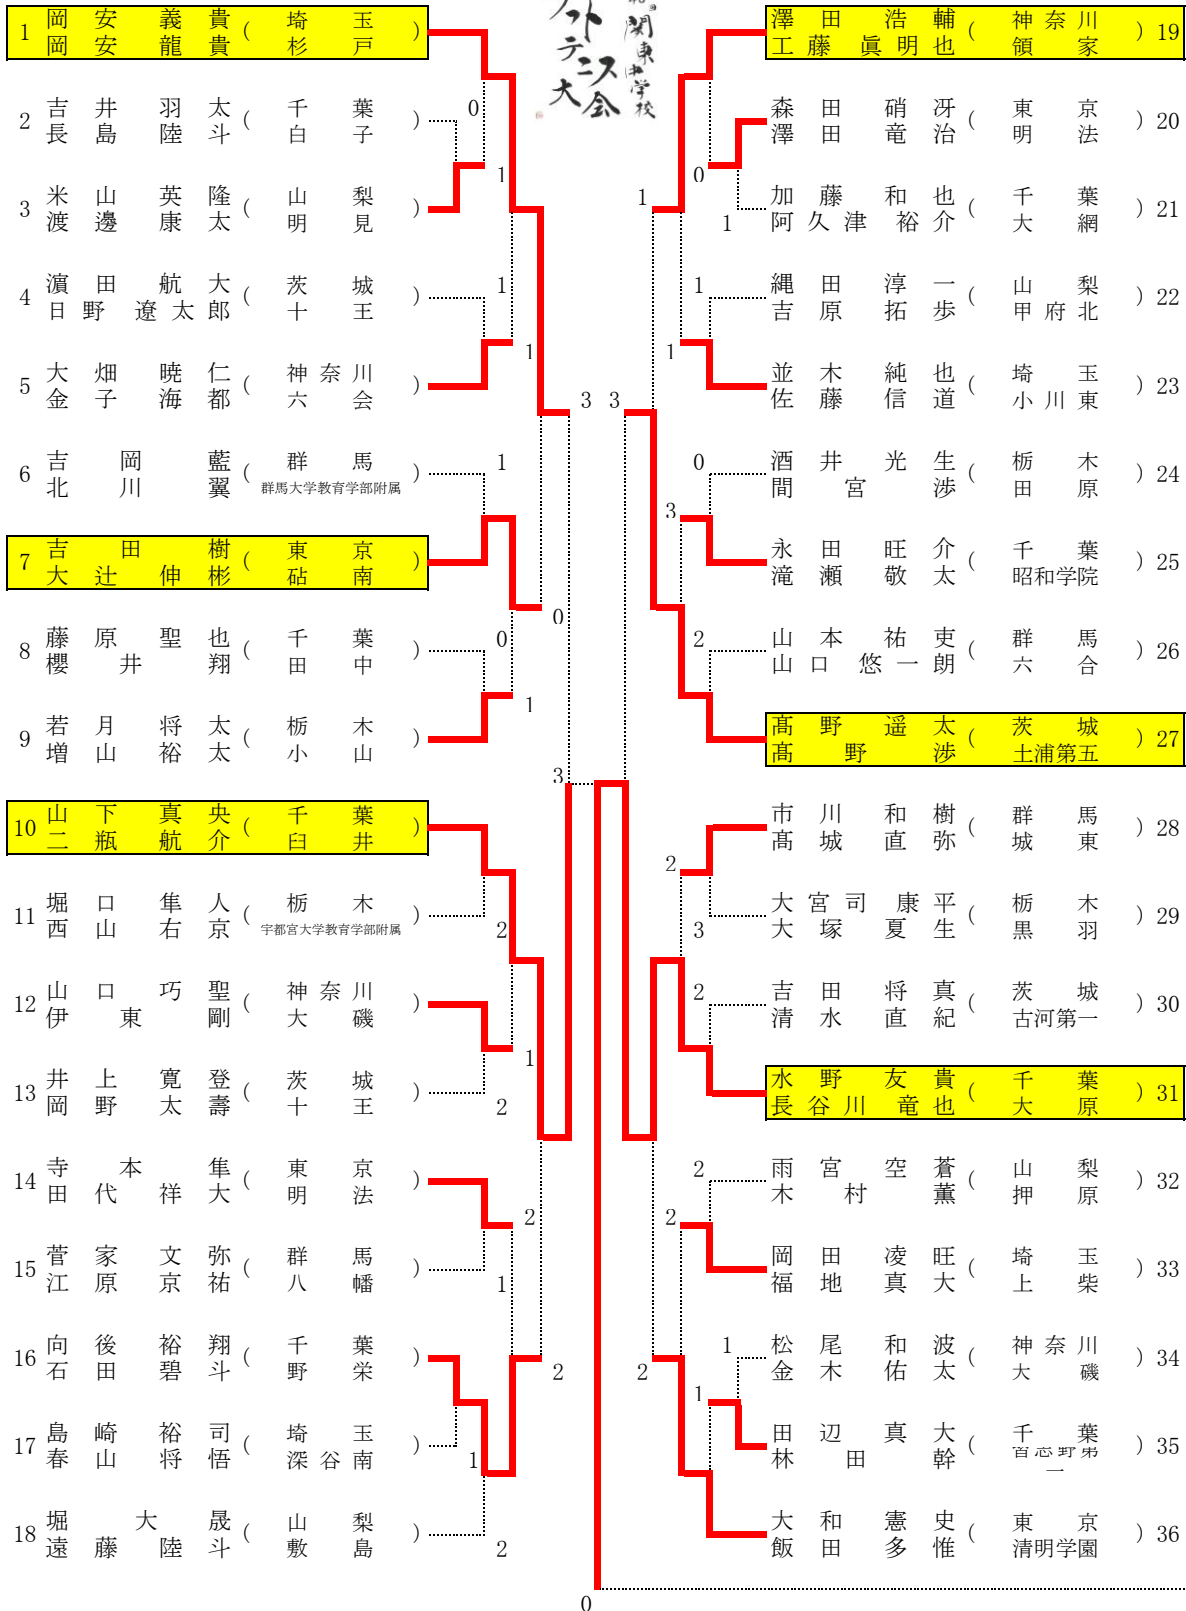 関東中学校
ソフトテニス大会
1 岡安義貴 ( 埼玉 )
岡安龍貴 杉戸
2 吉井羽太 ( 千葉 )
長島陸斗 白子
3 米山英隆 ( 山梨 )
渡邊康太 明見
4 濵田航大 ( 茨城 )
日野遼太郎 十王
5 大畑暁仁 ( 神奈川 )
金子海都 六会
6 吉岡藍 ( 群馬 )
北川翼 群馬大学教育学部附属
7 吉田樹 ( 東京 )
大辻伸彬 砧南
8 藤原聖也 ( 千葉 )
櫻井翔 田中
9 若月将太 ( 栃木 )
増山裕太 小山
10 山下真央 ( 千葉 )
二瓶航介 臼井
11 堀口隼人 ( 栃木 )
西山右京 宇都宮大学教育学部附属
12 山口巧聖 ( 神奈川 )
伊東剛 大磯
13 井上寛登 ( 茨城 )
岡野太壽 十王
14 寺本隼 ( 東京 )
田代祥大 明法
15 菅家文弥 ( 群馬 )
江原京祐 八幡
16 向後裕翔 ( 千葉 )
石田碧斗 野栄
17 島崎裕司 ( 埼玉 )
春山将悟 深谷南
18 堀大晟 ( 山梨 )
遠藤陸斗 敷島
0
1
1
1
1
0
0
1
3
3
2
1
2
2
1
2
1
2
0
澤田浩輔 ( 神奈川 ) 19
工藤眞明也 領家
森田硝冴 ( 東京 ) 20
澤田竜治 明法
加藤和也 ( 千葉 ) 21
阿久津裕介 大網
縄田淳一 ( 山梨 ) 22
吉原拓歩 甲府北
並木純也 ( 埼玉 ) 23
佐藤信道 小川東
酒井光生 ( 栃木 ) 24
間宮渉 田原
永田旺介 ( 千葉 ) 25
滝瀬敬太 昭和学院
山本祐吏 ( 群馬 ) 26
山口悠一朗 六合
髙野遥太 ( 茨城 ) 27
髙野渉 土浦第五
市川和樹 ( 群馬 ) 28
髙城直弥 城東
大宮司康平 ( 栃木 ) 29
大塚夏生 黒羽
吉田将真 ( 茨城 ) 30
清水直紀 古河第一
水野友貴 ( 千葉 ) 31
長谷川竜也 大原
雨宮空蒼 ( 山梨 ) 32
木村薫 押原
岡田凌旺 ( 埼玉 ) 33
福地真大 上柴
松尾和波 ( 神奈川 ) 34
金木佑太 大磯
田辺真大 ( 千葉 ) 35
林田幹 習志野第一
大和憲史 ( 東京 ) 36
飯田多惟 清明学園
0
1
1
1
1
3
0
3
2
2
3
2
2
2
1
2
1